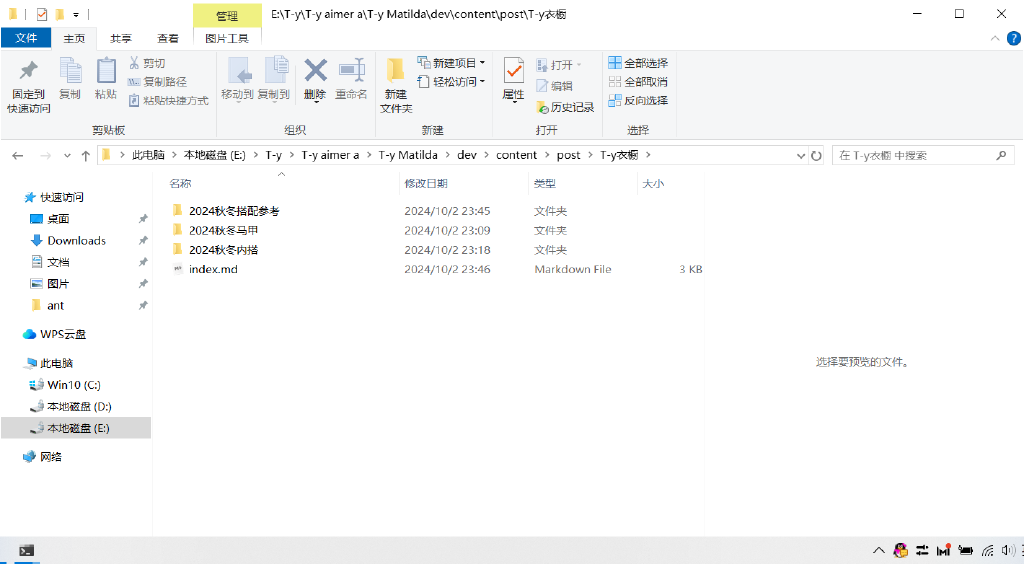 E:\T-y\T-y aimer a\T-y Matilda\dev\content\post\T-y衣橱
管理
文件 主页 共享 查看 图片工具
固定到
快速访问
复制
粘贴
剪切
复制路径
粘贴快捷方式
剪贴板
移动到 复制到 删除 重命名
组织
新建
文件夹
新建项目
轻松访问
新建
属性
打开
编辑
历史记录
打开
全部选择
全部取消
反向选择
选择
此电脑 > 本地磁盘 (E:) > T-y > T-y aimer a > T-y Matilda > dev > content > post > T-y衣橱 >
在 T-y衣橱 中搜索
快速访问
桌面
Downloads
文档
图片
ant
WPS云盘
此电脑
Win10 (C:)
本地磁盘 (D:)
本地磁盘 (E:)
网络
名称 修改日期 类型 大小
2024秋冬搭配参考 2024/10/2 23:45 文件夹
2024秋冬马甲 2024/10/2 23:09 文件夹
2024秋冬内搭 2024/10/2 23:18 文件夹
index.md 2024/10/2 23:46 Markdown File 3 KB
选择要预览的文件。